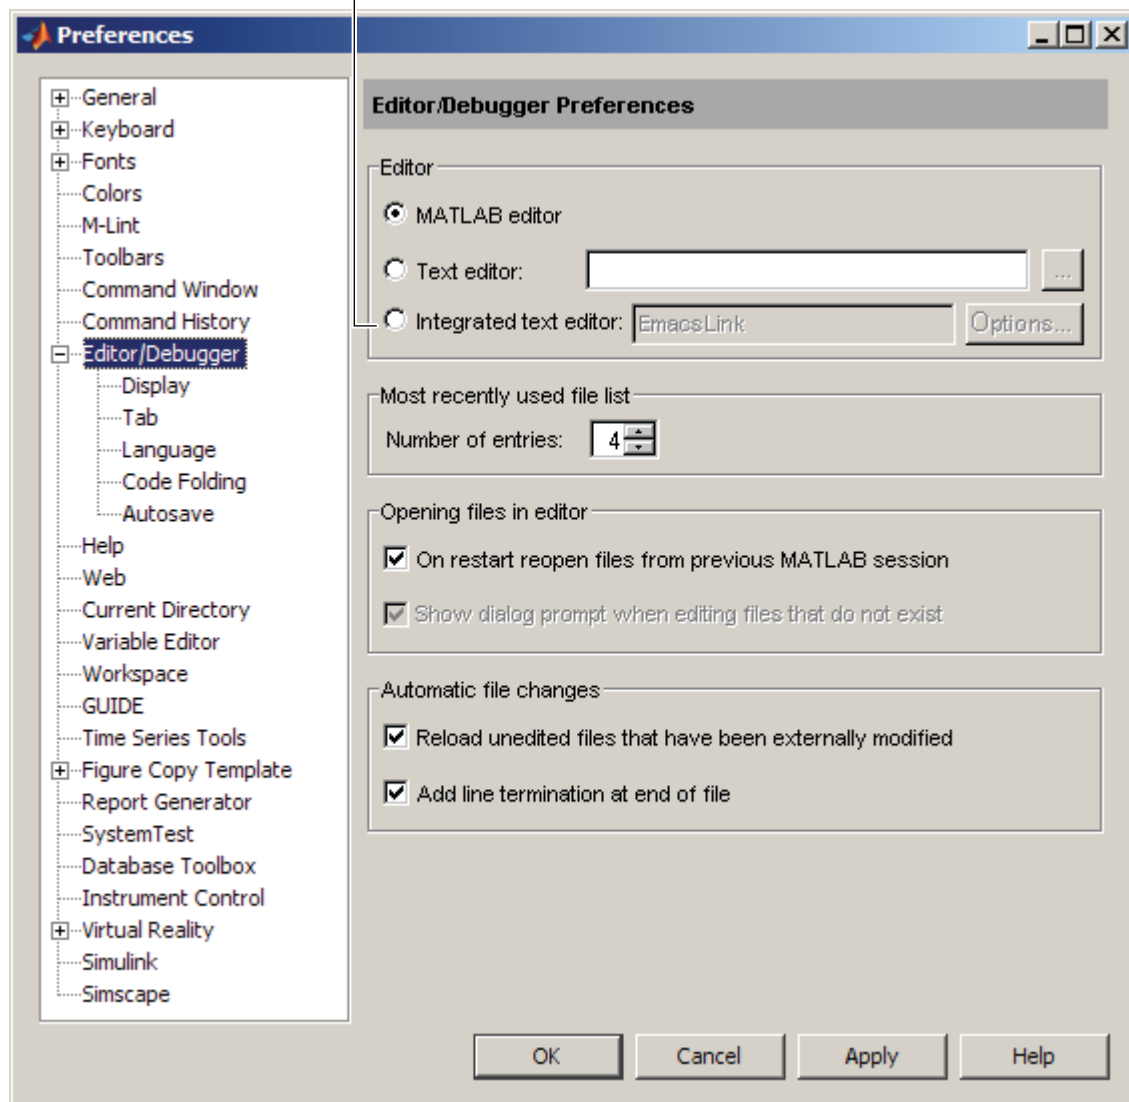 Preferences
General
Keyboard
Fonts
Colors
M-Lint
Toolbars
Command Window
Command History
Editor/Debugger
Display
Tab
Language
Code Folding
Autosave
Help
Web
Current Directory
Variable Editor
Workspace
GUIDE
Time Series Tools
Figure Copy Template
Report Generator
SystemTest
Database Toolbox
Instrument Control
Virtual Reality
Simulink
Simscape
Editor/Debugger Preferences
Editor
MATLAB editor
Text editor: ...
Integrated text editor: EmacsLink Options...
Most recently used file list
Number of entries: 4
Opening files in editor
On restart reopen files from previous MATLAB session
Show dialog prompt when editing files that do not exist
Automatic file changes
Reload unedited files that have been externally modified
Add line termination at end of file
OK Cancel Apply Help